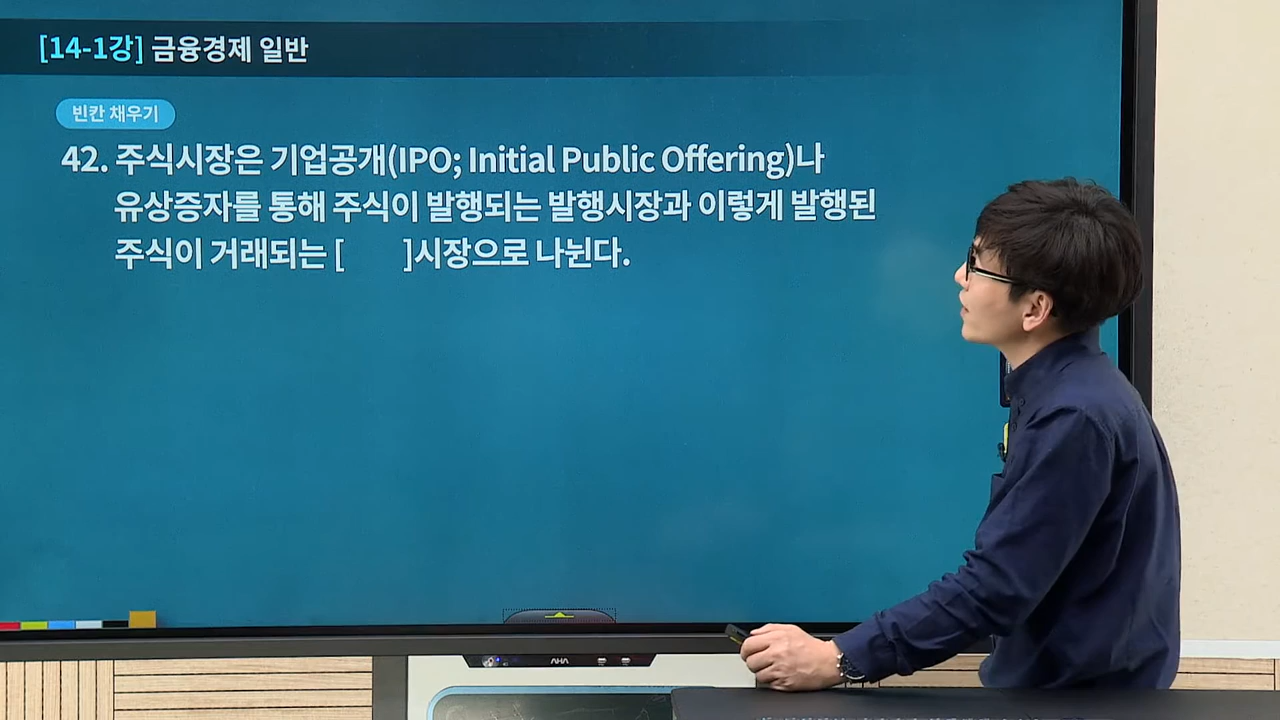 [14-1강] 금융경제 일반
빈칸 채우기
42. 주식시장은 기업공개(IPO; Initial Public Offering)나
유상증자를 통해 주식이 발행되는 발행시장과 이렇게 발행된
주식이 거래되는 [ ]시장으로 나뉜다.
AHA